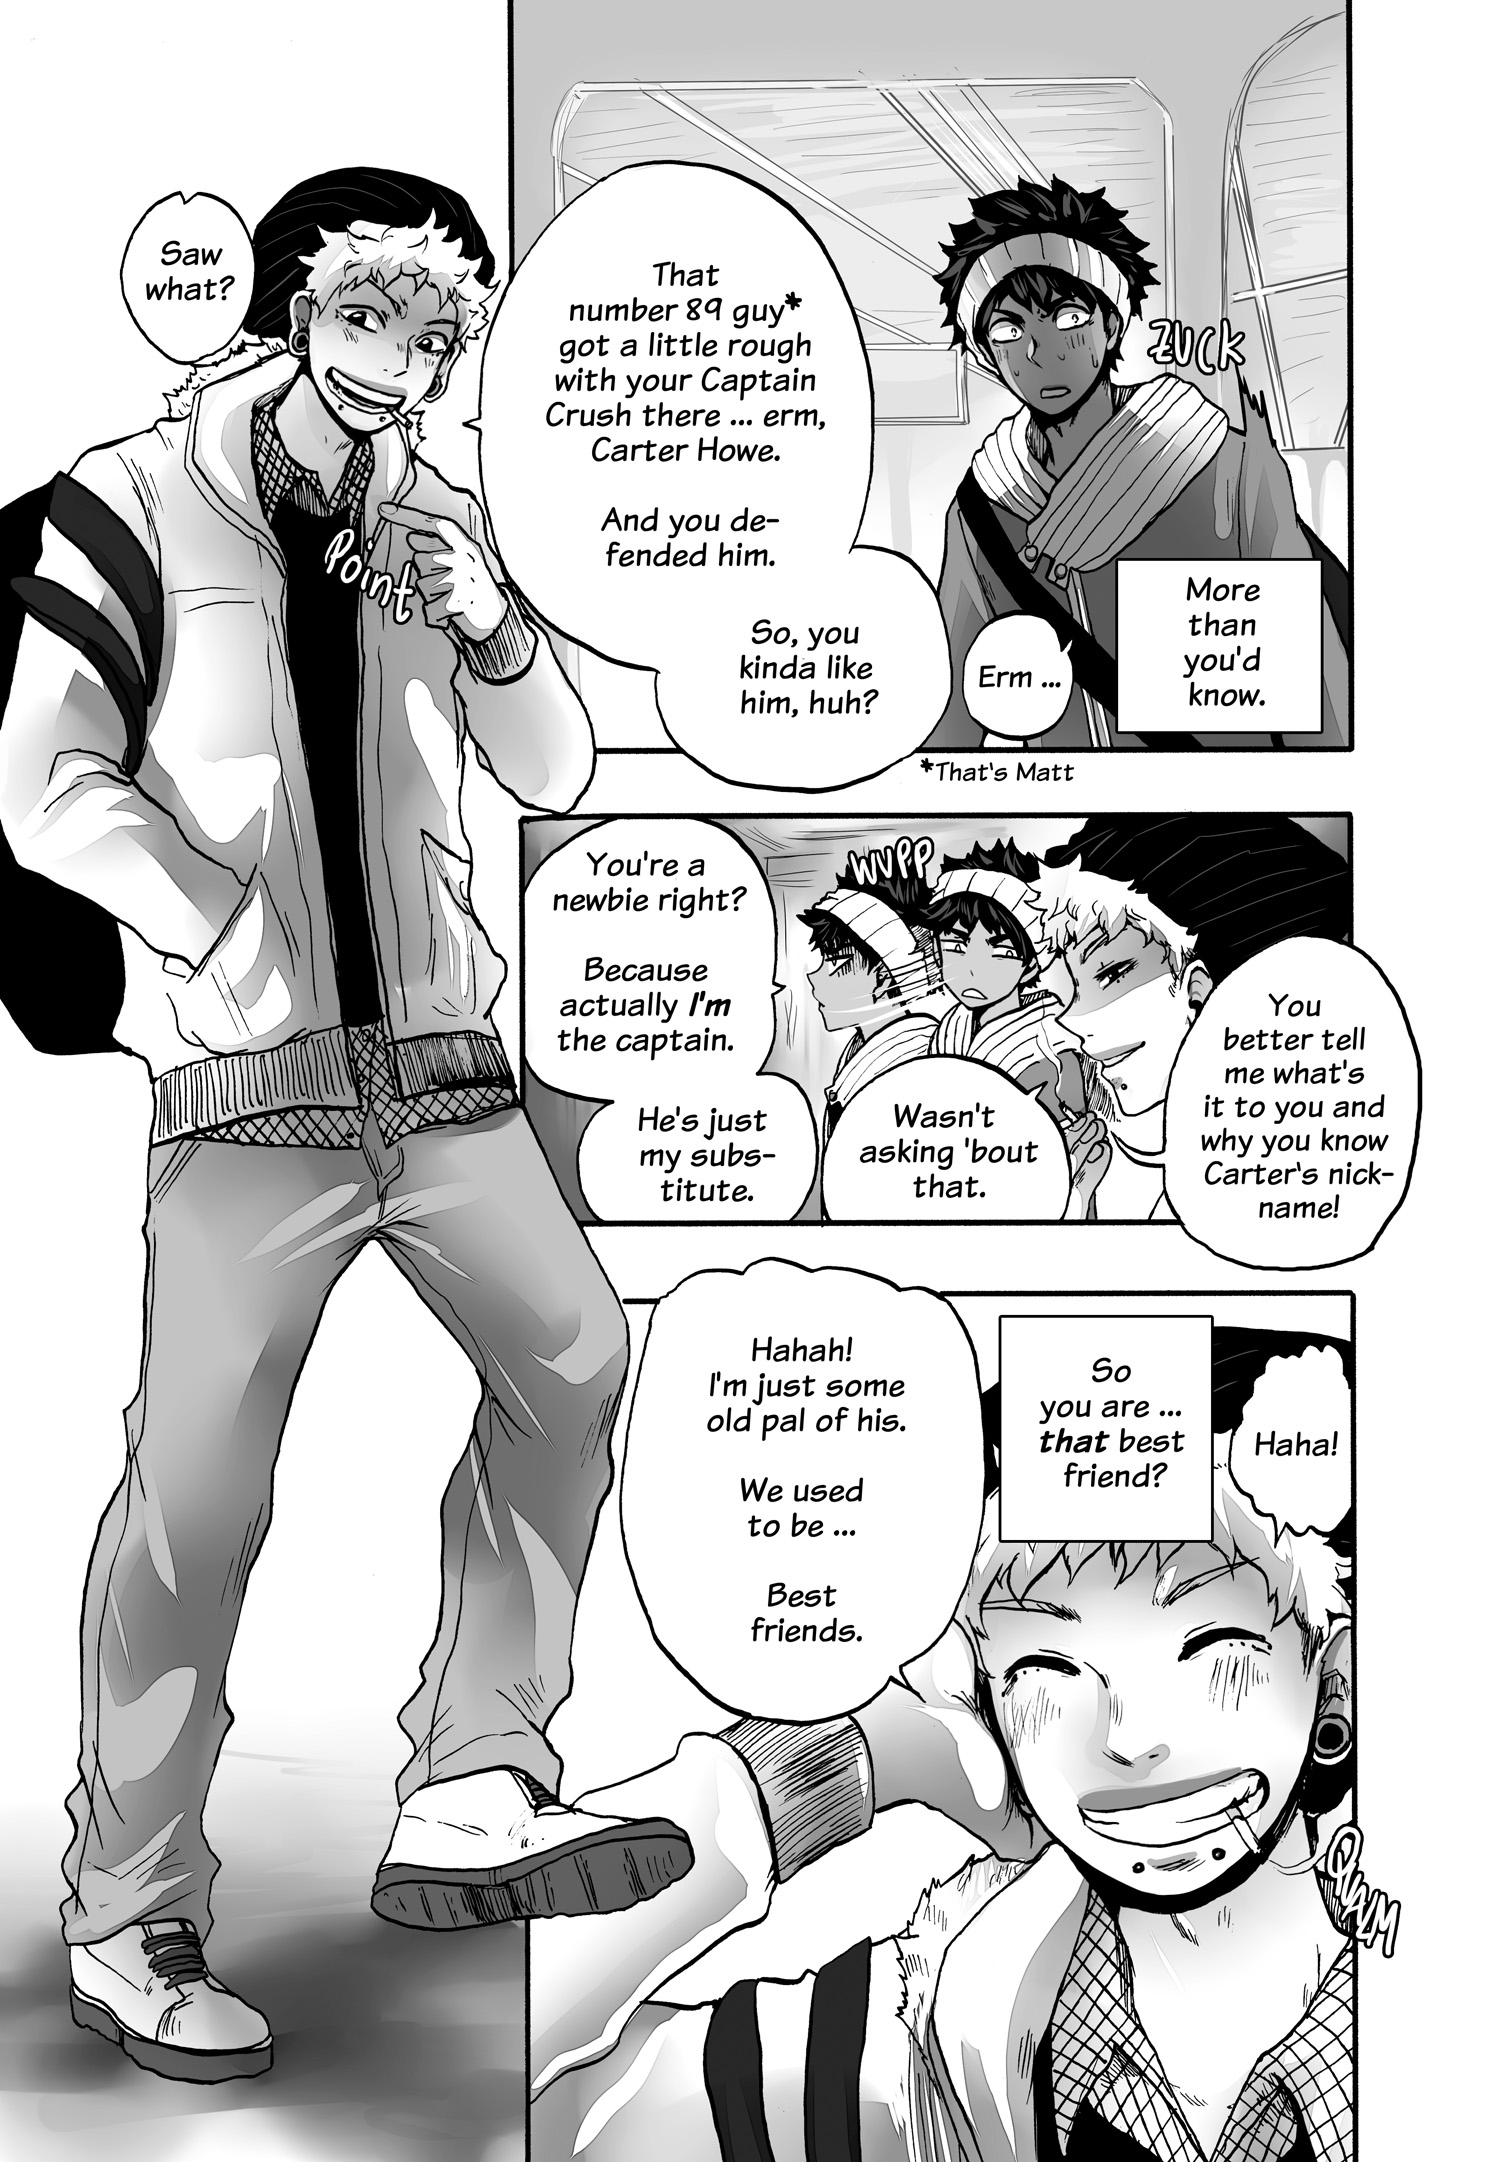 Saw
what?
That
number 89 guy*
got a little rough
with your Captain
Crush there ... erm,
Carter Howe.
And you de-
fended him.
So, you
kinda like
him, huh?
Point
ZUCK
Erm ...
More
than
you'd
know.
*That's Matt
You're a
newbie right?
Because
actually I'm
the captain.
He's just
my subs-
titute.
WUPP
Wasn't
asking 'bout
that.
You
better tell
me what's
it to you and
why you know
Carter's nick-
name!
Hahah!
I'm just some
old pal of his.
We used
to be ...
Best
friends.
So
you are ...
that best
friend?
Haha!
QUALM